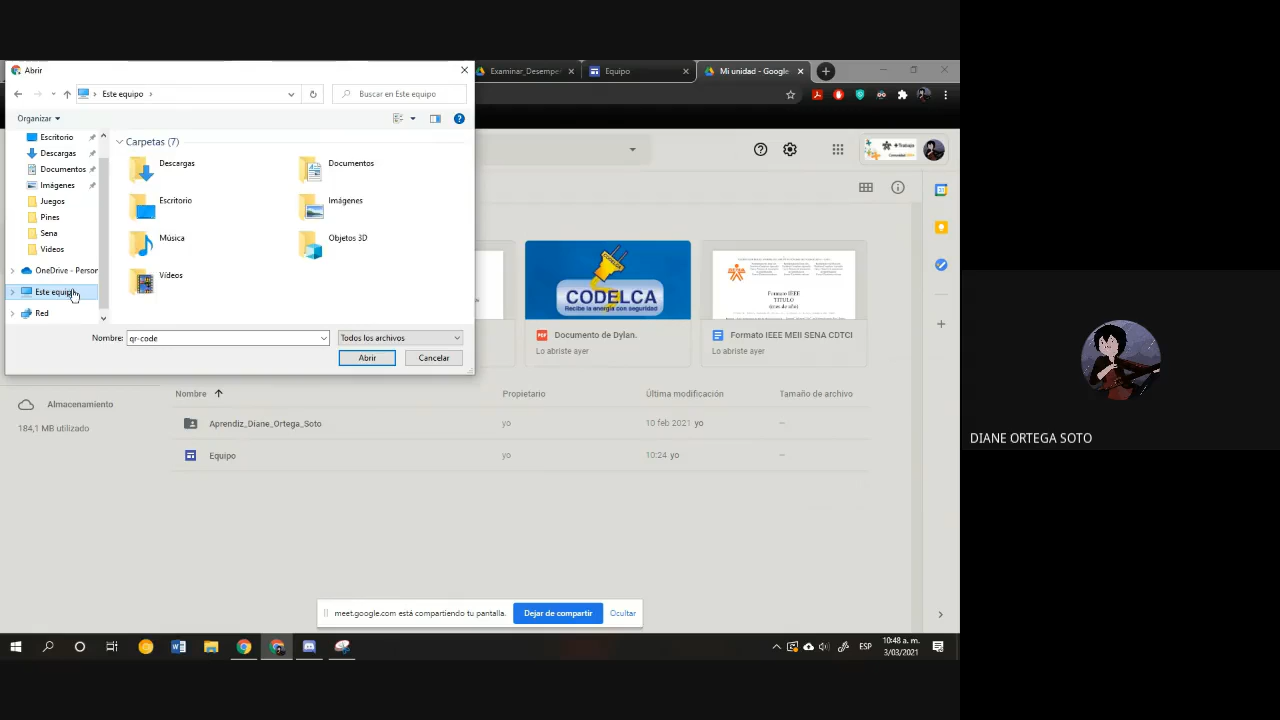 Abrir
Examinar_Desempe
Equipo
Mi unidad - Google
Este equipo
Buscar en Este equipo
Organizar
Escritorio
Descargas
Documentos
Imágenes
Juegos
Pines
Sena
Vídeos
OneDrive - Person
Este equipo
Red
Carpetas (7)
Descargas
Documentos
Escritorio
Imágenes
Música
Objetos 3D
Vídeos
Nombre:
qr-code
Todos los archivos
Abrir
Cancelar
CODELCA
Recibe la energía con seguridad
Documento de Dylan.
Lo abriste ayer
SENA
Formato IEEE
TITULO
Formato IEEE MEII SENA CDTCI
Lo abriste ayer
+ Trabajo
Almacenamiento
184,1 MB utilizado
Nombre
Propietario
Última modificación
Tamaño de archivo
Aprendiz_Diane_Ortega_Soto
yo
10 feb 2021 yo
–
Equipo
yo
10:24 yo
–
meet.google.com está compartiendo tu pantalla.
Dejar de compartir
Ocultar
ESP
10:48 a. m.
3/03/2021
DIANE ORTEGA SOTO